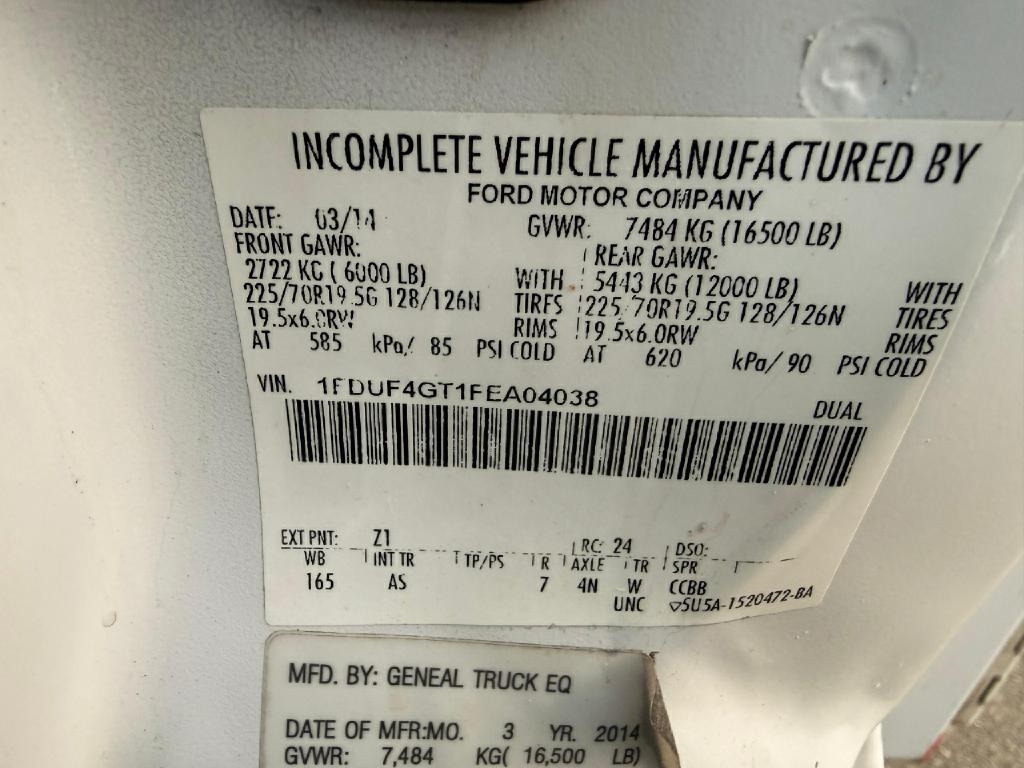 INCOMPLETE VEHICLE MANUFACTURED BY
FORD MOTOR COMPANY
DATE: 03/14 GVWR: 7484 KG (16500 LB)
FRONT GAWR: REAR GAWR:
2722 KG ( 6000 LB) WITH 5443 KG (12000 LB) WITH
225/70R19.5G 128/126N TIRES 225/70R19.5G 128/126N TIRES
19.5x6.0RW RIMS 19.5x6.0RW RIMS
AT 585 kPa/ 85 PSI COLD AT 620 kPa/ 90 PSI COLD
VIN. 1FDUF4GT1FEA04038
DUAL
EXT PNT: Z1 RC: 24 DSO:
WB INT TR TP/PS R AXLE TR SPR
165 AS 7 4N W CCBB
UNC ▽5U5A-1520472-BA
MFD. BY: GENEAL TRUCK EQ
DATE OF MFR:MO. 3 YR. 2014
GVWR: 7,484 KG( 16,500 LB)